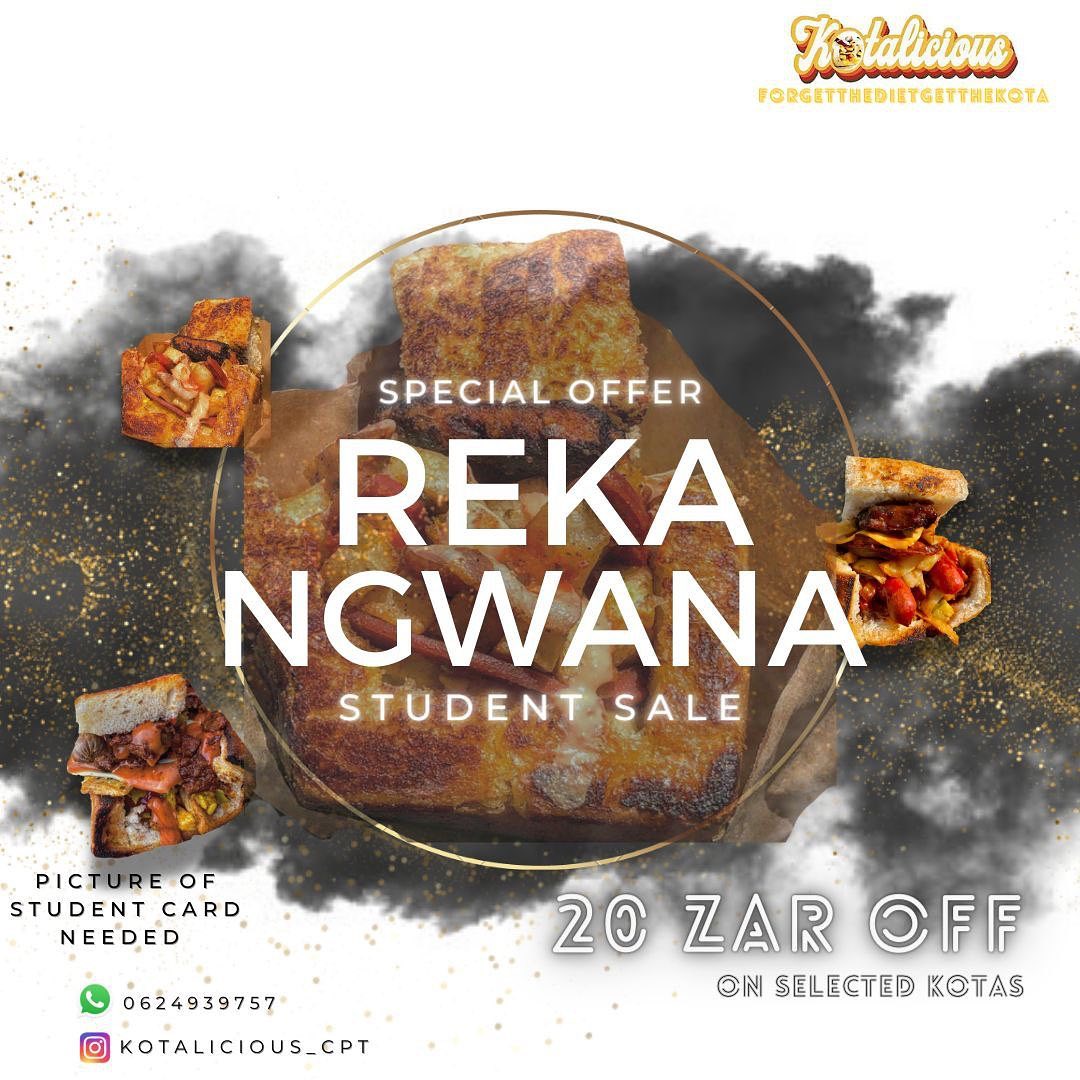 Kotalicious
FORGETTHEDIETGETTHEKOTA
SPECIAL OFFER
REKA
NGWANA
STUDENT SALE
PICTURE OF
STUDENT CARD
NEEDED
20 ZAR OFF
ON SELECTED KOTAS
0624939757
KOTALICIOUS_CPT